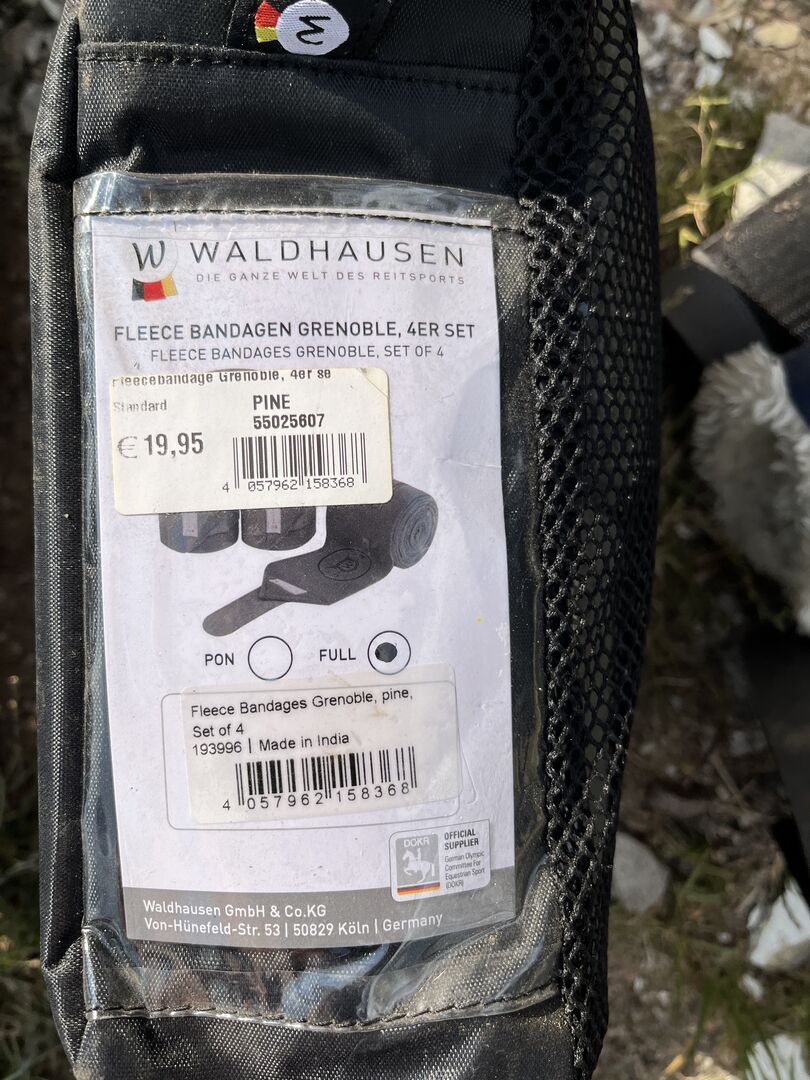 W
W WALDHAUSEN
DIE GANZE WELT DES REITSPORTS
FLEECE BANDAGEN GRENOBLE, 4ER SET
FLEECE BANDAGES GRENOBLE, SET OF 4
Fleecebandage Grenoble, 4er se
Standard PINE
55025607
€19,95
4 057962 158368
PON FULL
Fleece Bandages Grenoble, pine,
Set of 4
193996 | Made in India
4 057962 158368
DOKR
OFFICIAL
SUPPLIER
German Olympic
Committee For
Equestrian Sport
(DOKR)
Waldhausen GmbH & Co.KG
Von-Hünefeld-Str. 53 | 50829 Köln | Germany